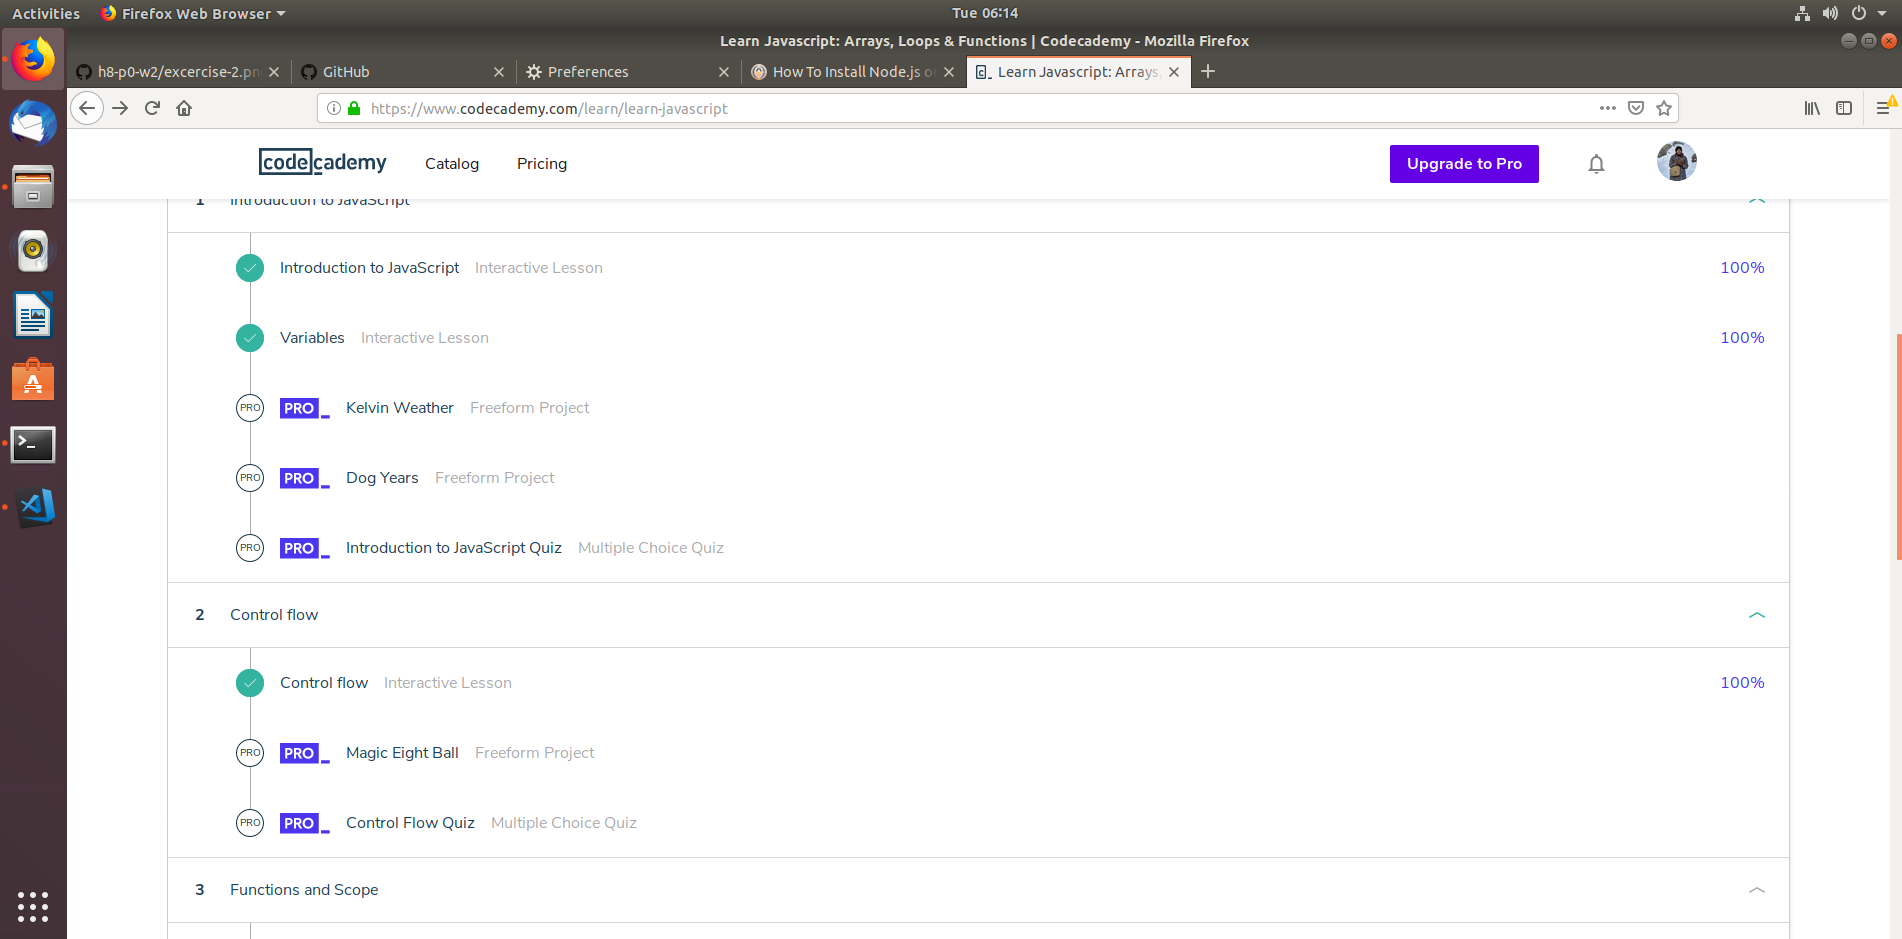 Activities Firefox Web Browser Tue 06:14
Learn Javascript: Arrays, Loops & Functions | Codecademy - Mozilla Firefox
h8-p0-w2/excercise-2.pn GitHub Preferences How To Install Node.js o Learn Javascript: Arrays,
https://www.codecademy.com/learn/learn-javascript
codecademy Catalog Pricing Upgrade to Pro
1 Introduction to JavaScript
Introduction to JavaScript Interactive Lesson 100%
Variables Interactive Lesson 100%
PRO PRO_ Kelvin Weather Freeform Project
PRO PRO_ Dog Years Freeform Project
PRO PRO_ Introduction to JavaScript Quiz Multiple Choice Quiz
2 Control flow
Control flow Interactive Lesson 100%
PRO PRO_ Magic Eight Ball Freeform Project
PRO PRO_ Control Flow Quiz Multiple Choice Quiz
3 Functions and Scope